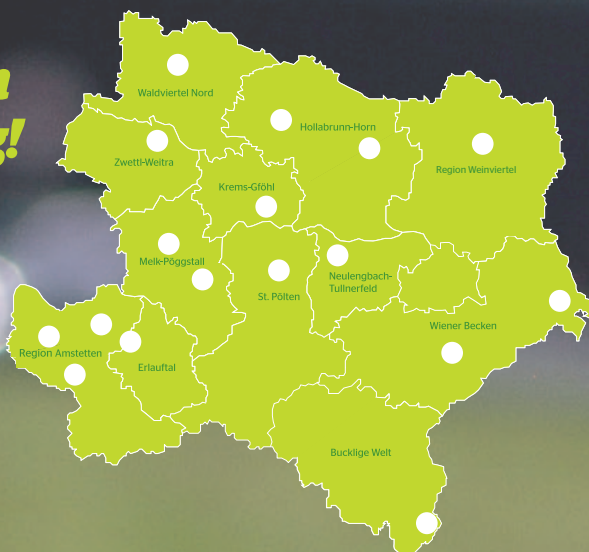 Waldviertel Nord
Hollabrunn-Horn
Zwettl-Weitra
Region Weinviertel
Krems-Gföhl
Melk-Pöggstall
Neulengbach-
Tullnerfeld
St. Pölten
Wiener Becken
Region Amstetten
Erlauftal
Bucklige Welt